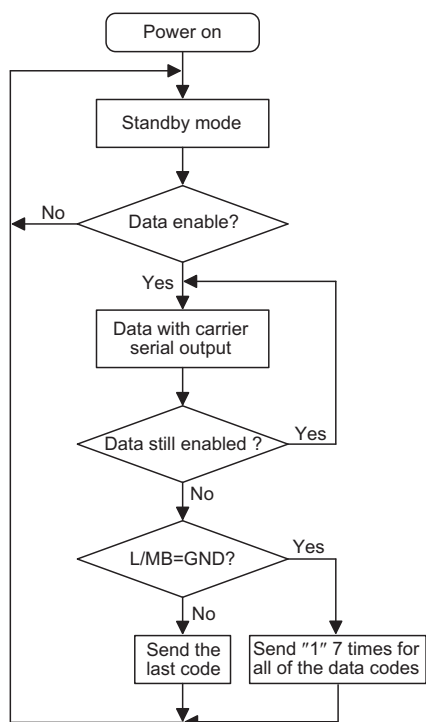 Power on
Standby mode
No
Data enable?
Yes
Data with carrier
serial output
Data still enabled ?
Yes
No
L/MB=GND?
Yes
No
Send the
last code
Send ″1″ 7 times for
all of the data codes